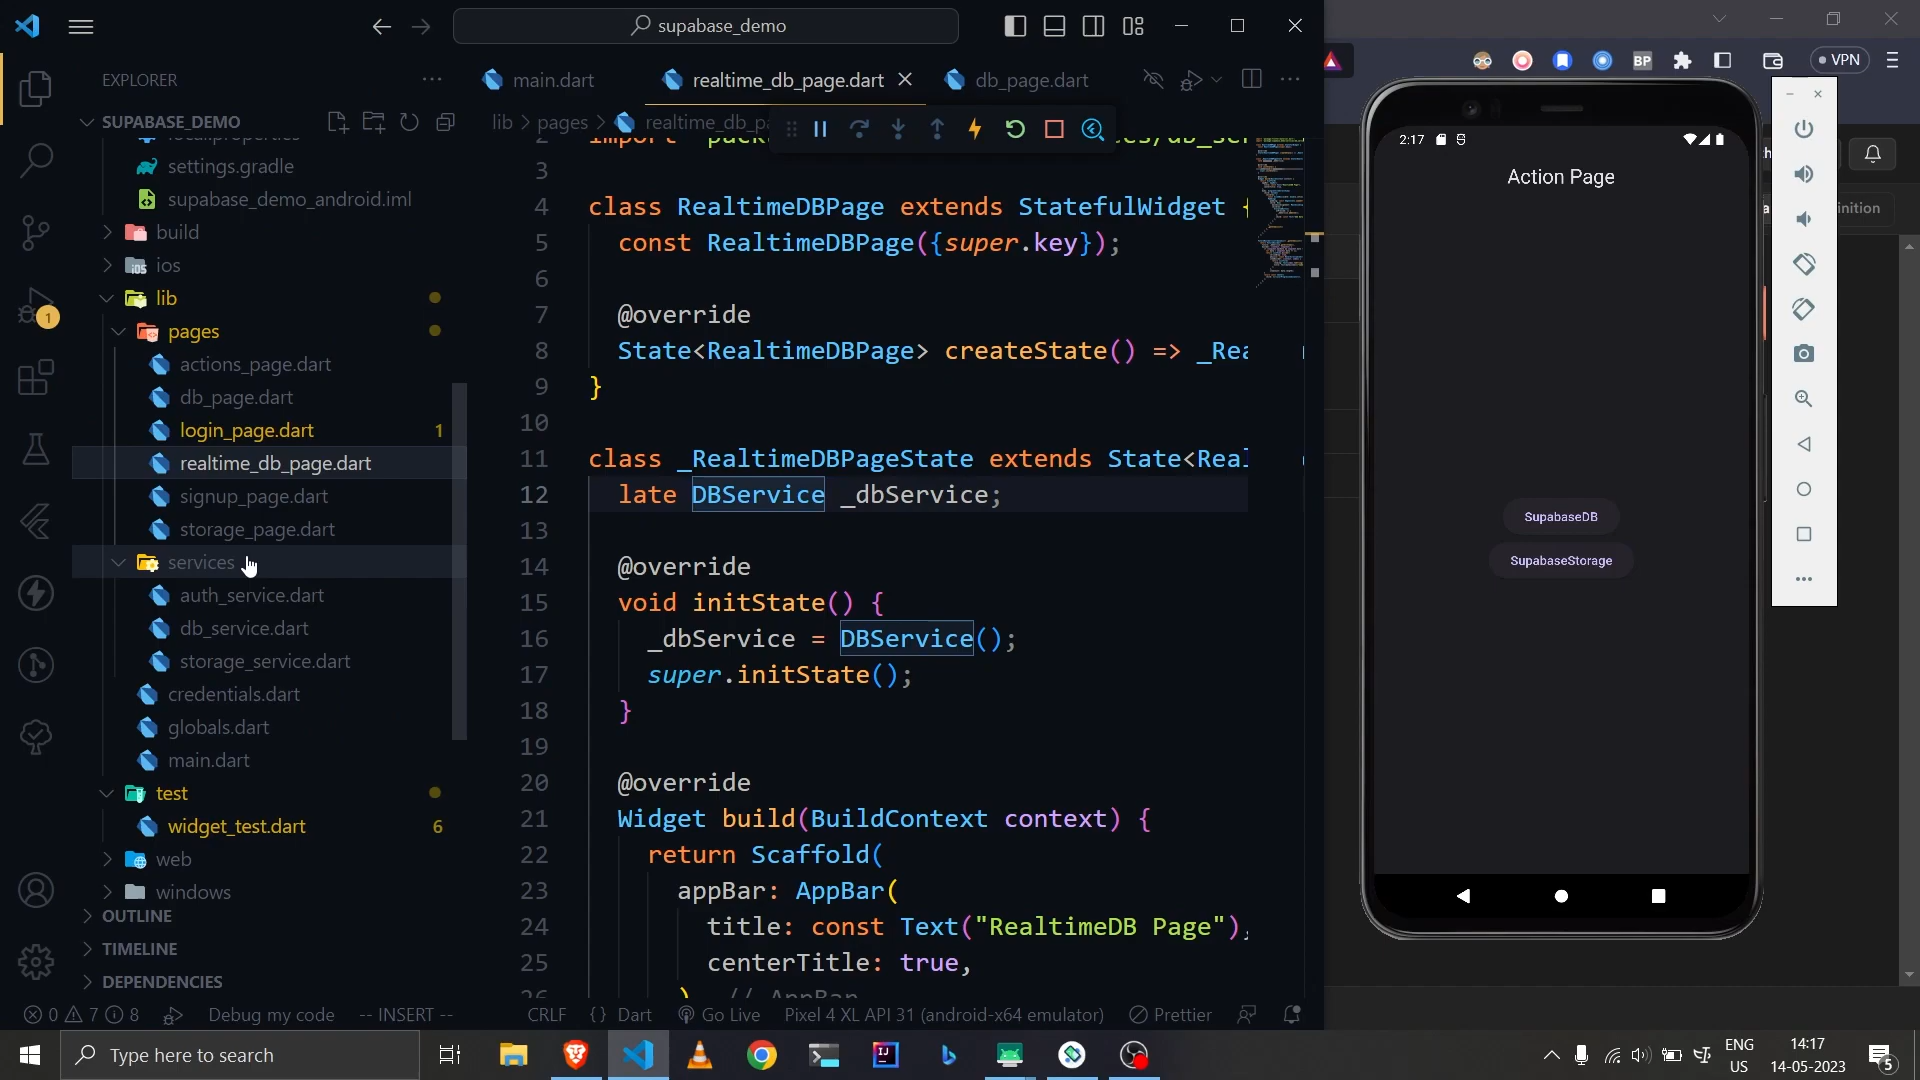 supabase_demo
EXPLORER
main.dart
realtime_db_page.dart
db_page.dart
BP
VPN
SUPABASE_DEMO
lib > pages >
settings.gradle
supabase_demo_android.iml
build
ios
lib
pages
actions_page.dart
db_page.dart
login_page.dart 1
realtime_db_page.dart
signup_page.dart
storage_page.dart
services
auth_service.dart
db_service.dart
storage_service.dart
credentials.dart
globals.dart
main.dart
test
widget_test.dart 6
web
windows
OUTLINE
TIMELINE
DEPENDENCIES
1
3
4 class RealtimeDBPage extends StatefulWidget {
5 const RealtimeDBPage({super.key});
6
7 @override
8 State<RealtimeDBPage> createState() => _Rea
9 }
10
11 class _RealtimeDBPageState extends State<Real
12 late DBService _dbService;
13
14 @override
15 void initState() {
16 _dbService = DBService();
17 super.initState();
18 }
19
20 @override
21 Widget build(BuildContext context) {
22 return Scaffold(
23 appBar: AppBar(
24 title: const Text("RealtimeDB Page"),
25 centerTitle: true,
26 ) // AppBar
2:17
Action Page
SupabaseDB
SupabaseStorage
inition
0 7 8
Debug my code
-- INSERT --
CRLF
{} Dart
Go Live
Pixel 4 XL API 31 (android-x64 emulator)
Prettier
Type here to search
ENG
US
14:17
14-05-2023
5